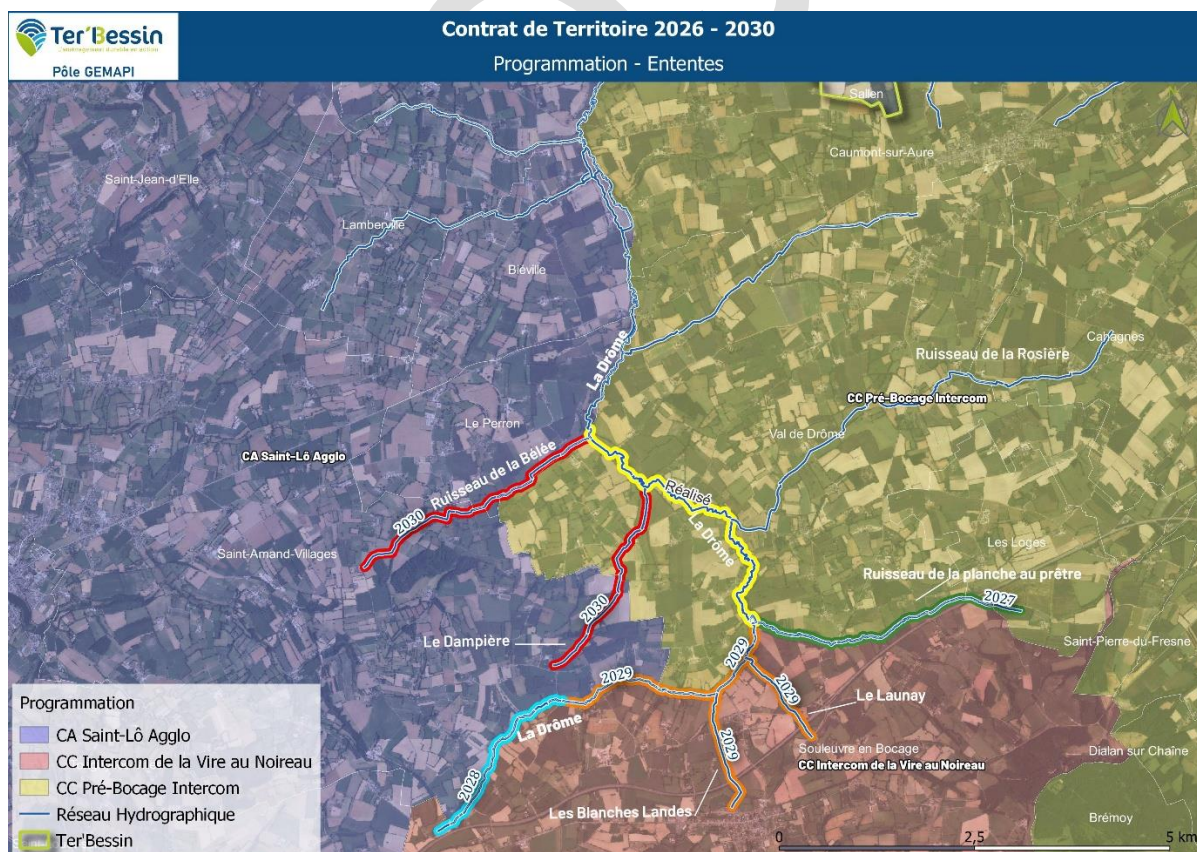 Ter'Bessin
L'aménagement durable en action
Pôle GEMAPI
Contrat de Territoire 2026 - 2030
Programmation - Ententes
Sallen
Caumont-sur-Aure
Saint-Jean-d'Elle
Lamberville
Biéville
La Drôme
Cahagnes
Ruisseau de la Rosière
CC Pré-Bocage Intercom
Le Perron
Val de Drôme
CA Saint-Lô Agglo
Ruisseau de la Bélée
2030
Réalisé
La Drôme
Saint-Amand-Villages
Les Loges
Ruisseau de la planche au prêtre
2027
2030
Le Dampière
Saint-Pierre-du-Fresne
2029
2029
2029
Le Launay
La Drôme
2028
2029
Souleuvre en Bocage
CC Intercom de la Vire au Noireau
Dialan sur Chaîne
Les Blanches Landes
Brémoy
Programmation
CA Saint-Lô Agglo
CC Intercom de la Vire au Noireau
CC Pré-Bocage Intercom
Réseau Hydrographique
Ter'Bessin
0 2,5 5 km